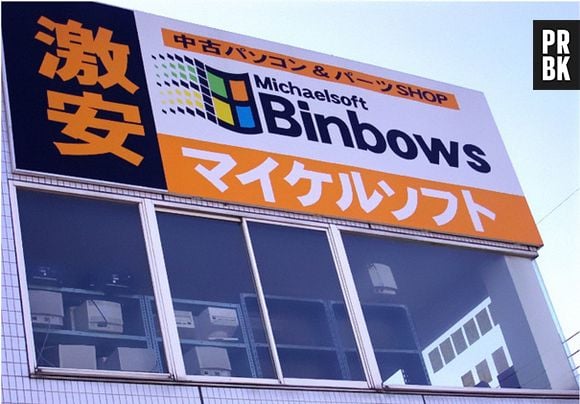 激安
中古パソコン&パーツSHOP
Michaelsoft
Binbows
マイケルソフト
PR
BK